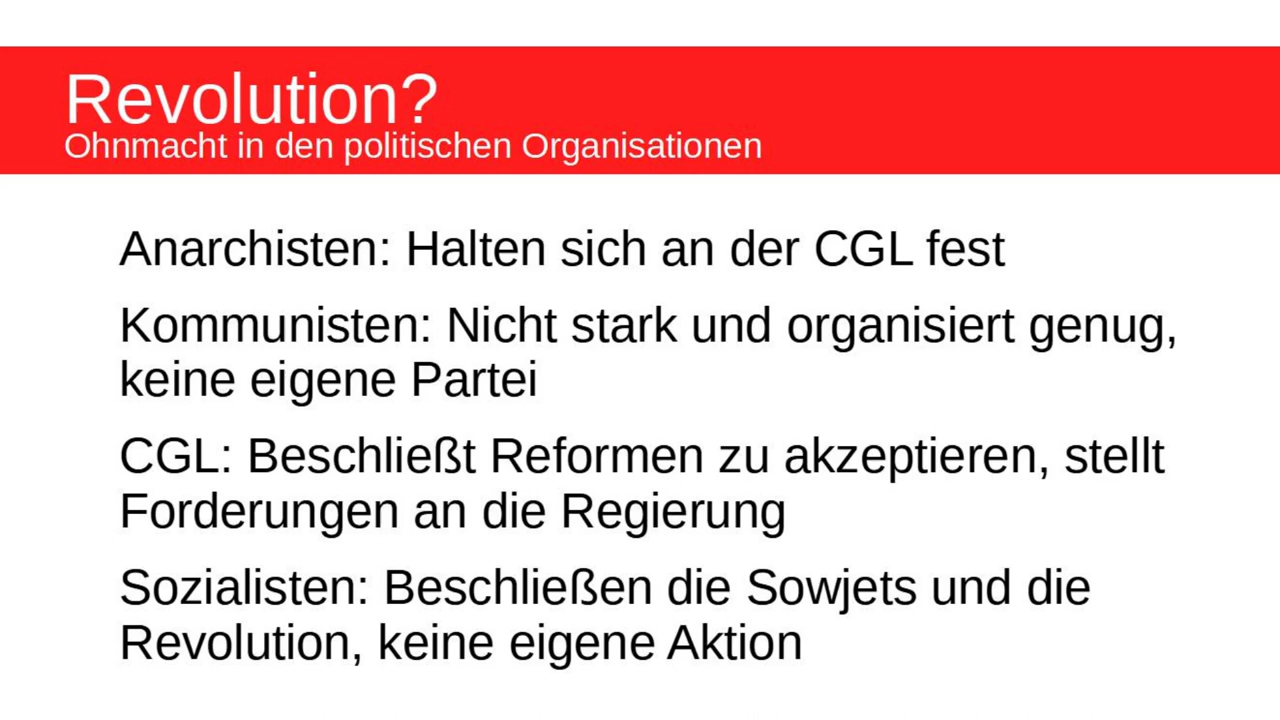 Revolution?
Ohnmacht in den politischen Organisationen
Anarchisten: Halten sich an der CGL fest
Kommunisten: Nicht stark und organisiert genug,
keine eigene Partei
CGL: Beschließt Reformen zu akzeptieren, stellt
Forderungen an die Regierung
Sozialisten: Beschließen die Sowjets und die
Revolution, keine eigene Aktion